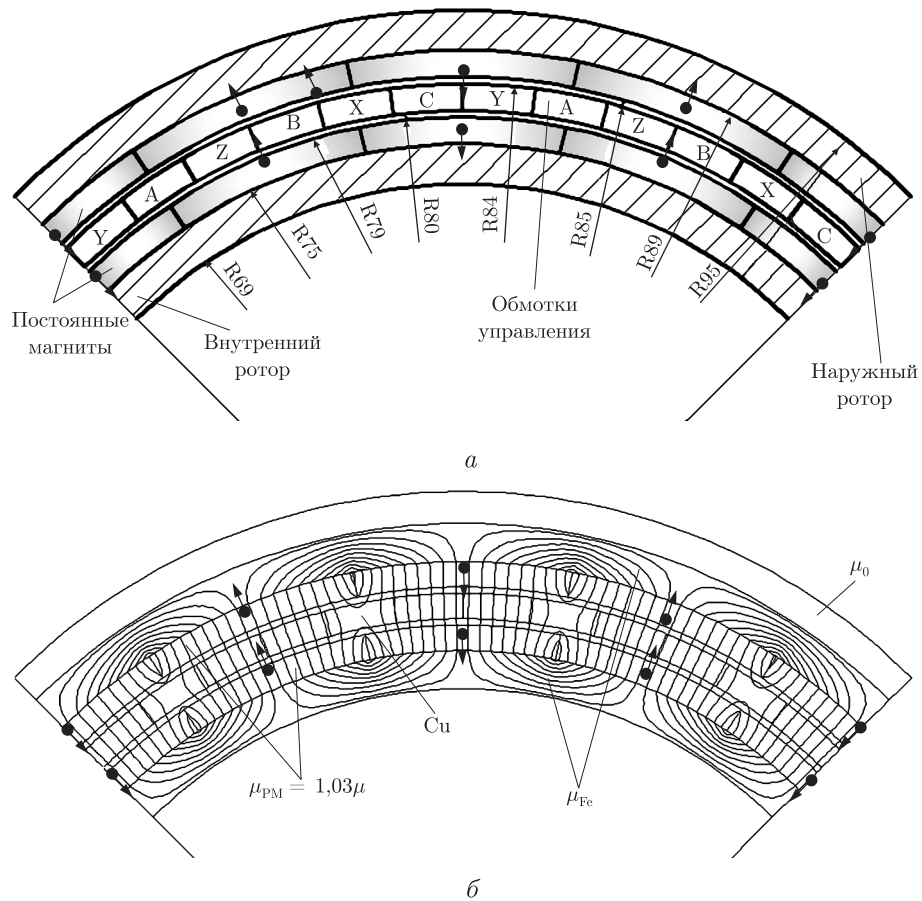 Y
A
Z
B
X
C
Y
A
Z
B
X
C
R69
R75
R79
R80
R84
R85
R89
R95
Постоянные
магниты
Внутренний
ротор
Обмотки
управления
Наружный
ротор
а
μ₀
Cu
μPM = 1,03μ
μFe
б